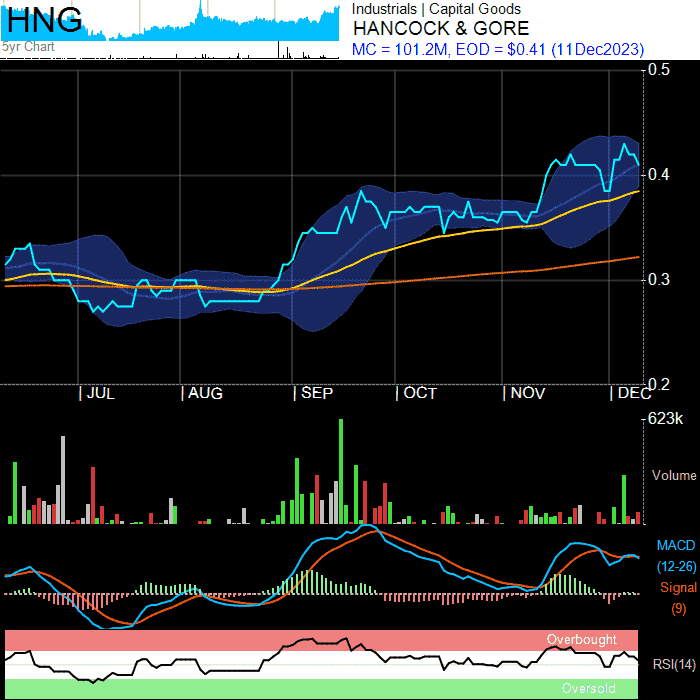 HNG
5yr Chart
Industrials | Capital Goods
HANCOCK & GORE
MC = 101.2M, EOD = $0.41 (11Dec2023)
0.5
0.4
0.3
0.2
| JUL | AUG | SEP | OCT | NOV | DEC
623k
Volume
MACD
(12-26)
Signal
(9)
Overbought
RSI(14)
Oversold